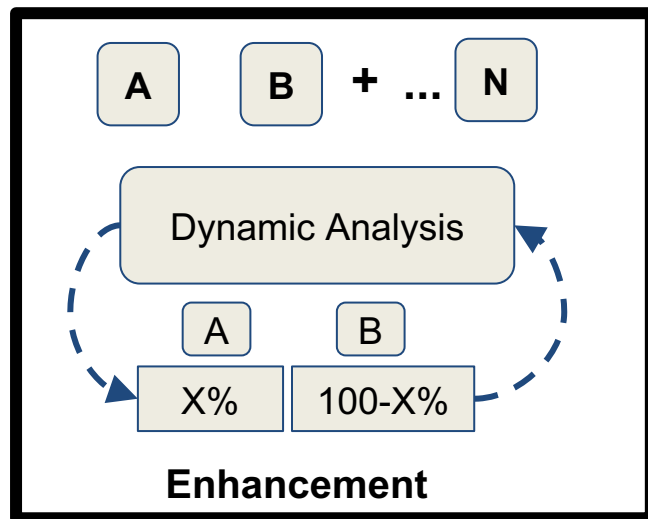 A B + ... N
Dynamic Analysis
A B
X% 100-X%
Enhancement